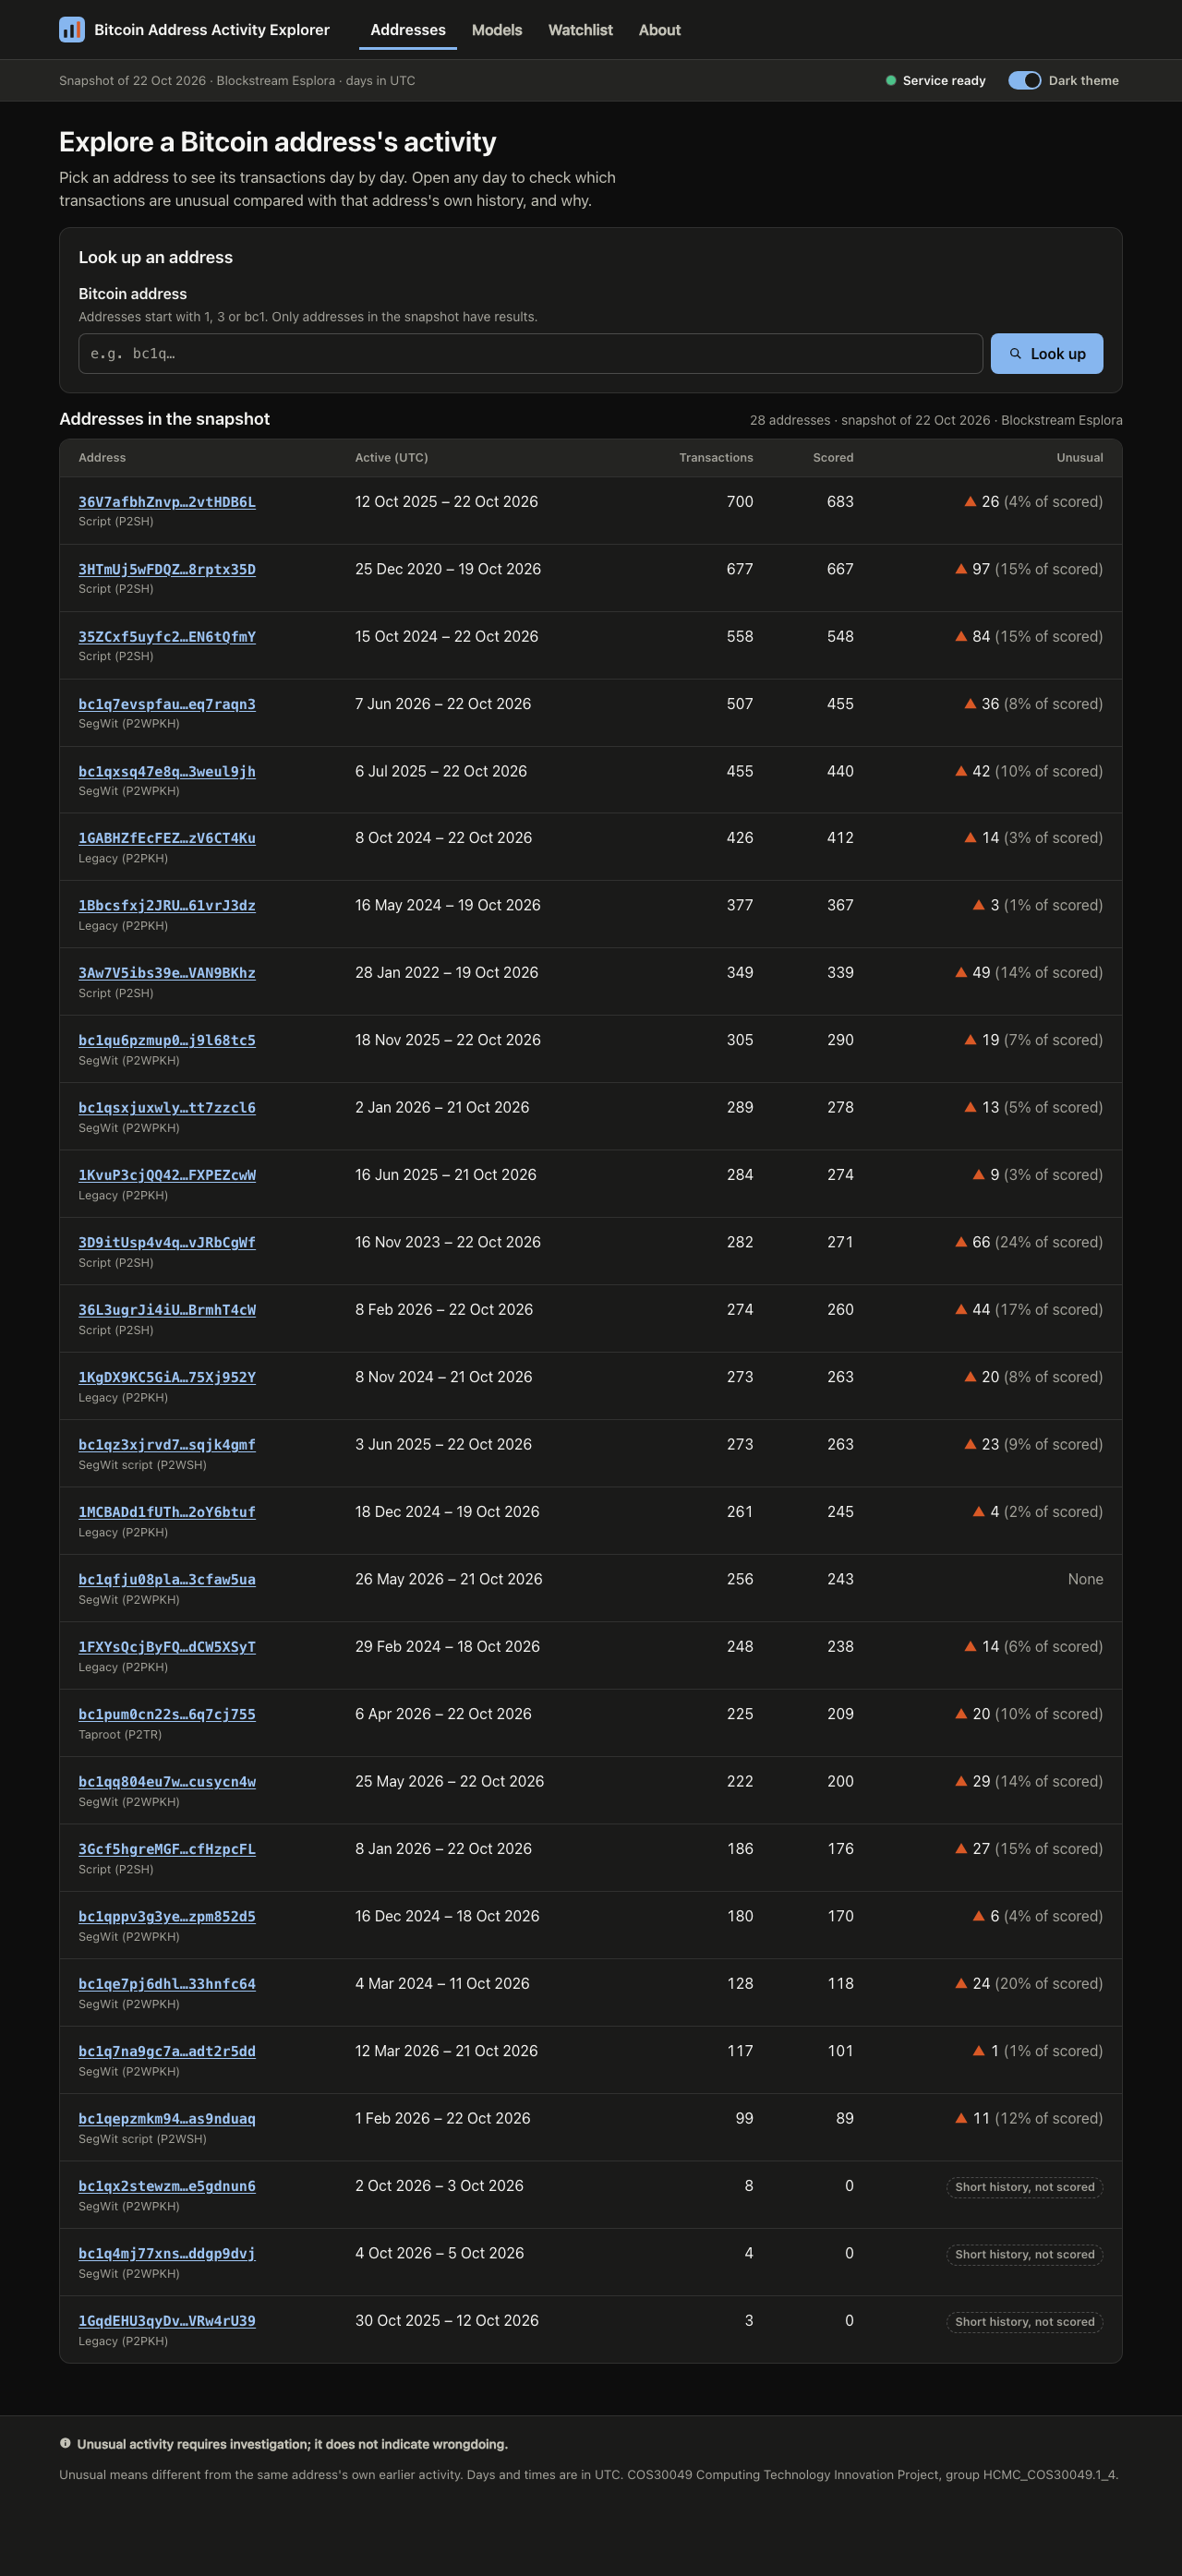 Bitcoin Address Activity Explorer Addresses Models Watchlist About
Snapshot of 22 Oct 2026 · Blockstream Esplora · days in UTC Service ready Dark theme
Explore a Bitcoin address's activity
Pick an address to see its transactions day by day. Open any day to check which
transactions are unusual compared with that address's own history, and why.
Look up an address
Bitcoin address
Addresses start with 1, 3 or bc1. Only addresses in the snapshot have results.
e.g. bc1q… Look up
Addresses in the snapshot 28 addresses · snapshot of 22 Oct 2026 · Blockstream Esplora
Address Active (UTC) Transactions Scored Unusual
36V7afbhZnvp…2vtHDB6L 12 Oct 2025 – 22 Oct 2026 700 683 26 (4% of scored)
Script (P2SH)
3HTmUj5wFDQZ…8rptx35D 25 Dec 2020 – 19 Oct 2026 677 667 97 (15% of scored)
Script (P2SH)
35ZCxf5uyfc2…EN6tQfmY 15 Oct 2024 – 22 Oct 2026 558 548 84 (15% of scored)
Script (P2SH)
bc1q7evspfau…eq7raqn3 7 Jun 2026 – 22 Oct 2026 507 455 36 (8% of scored)
SegWit (P2WPKH)
bc1qxsq47e8q…3weul9jh 6 Jul 2025 – 22 Oct 2026 455 440 42 (10% of scored)
SegWit (P2WPKH)
1GABHZfEcFEZ…zV6CT4Ku 8 Oct 2024 – 22 Oct 2026 426 412 14 (3% of scored)
Legacy (P2PKH)
1Bbcsfxj2JRU…61vrJ3dz 16 May 2024 – 19 Oct 2026 377 367 3 (1% of scored)
Legacy (P2PKH)
3Aw7V5ibs39e…VAN9BKhz 28 Jan 2022 – 19 Oct 2026 349 339 49 (14% of scored)
Script (P2SH)
bc1qu6pzmup0…j9l68tc5 18 Nov 2025 – 22 Oct 2026 305 290 19 (7% of scored)
SegWit (P2WPKH)
bc1qsxjuxwly…tt7zzcl6 2 Jan 2026 – 21 Oct 2026 289 278 13 (5% of scored)
SegWit (P2WPKH)
1KvuP3cjQQ42…FXPEZcwW 16 Jun 2025 – 21 Oct 2026 284 274 9 (3% of scored)
Legacy (P2PKH)
3D9itUsp4v4q…vJRbCgWf 16 Nov 2023 – 22 Oct 2026 282 271 66 (24% of scored)
Script (P2SH)
36L3ugrJi4iU…BrmhT4cW 8 Feb 2026 – 22 Oct 2026 274 260 44 (17% of scored)
Script (P2SH)
1KgDX9KC5GiA…75Xj952Y 8 Nov 2024 – 21 Oct 2026 273 263 20 (8% of scored)
Legacy (P2PKH)
bc1qz3xjrvd7…sqjk4gmf 3 Jun 2025 – 22 Oct 2026 273 263 23 (9% of scored)
SegWit script (P2WSH)
1MCBADd1fUTh…2oY6btuf 18 Dec 2024 – 19 Oct 2026 261 245 4 (2% of scored)
Legacy (P2PKH)
bc1qfju08pla…3cfaw5ua 26 May 2026 – 21 Oct 2026 256 243 None
SegWit (P2WPKH)
1FXYsQcjByFQ…dCW5XSyT 29 Feb 2024 – 18 Oct 2026 248 238 14 (6% of scored)
Legacy (P2PKH)
bc1pum0cn22s…6q7cj755 6 Apr 2026 – 22 Oct 2026 225 209 20 (10% of scored)
Taproot (P2TR)
bc1qq804eu7w…cusycn4w 25 May 2026 – 22 Oct 2026 222 200 29 (14% of scored)
SegWit (P2WPKH)
3Gcf5hgreMGF…cfHzpcFL 8 Jan 2026 – 22 Oct 2026 186 176 27 (15% of scored)
Script (P2SH)
bc1qppv3g3ye…zpm852d5 16 Dec 2024 – 18 Oct 2026 180 170 6 (4% of scored)
SegWit (P2WPKH)
bc1qe7pj6dhl…33hnfc64 4 Mar 2024 – 11 Oct 2026 128 118 24 (20% of scored)
SegWit (P2WPKH)
bc1q7na9gc7a…adt2r5dd 12 Mar 2026 – 21 Oct 2026 117 101 1 (1% of scored)
SegWit (P2WPKH)
bc1qepzmkm94…as9nduaq 1 Feb 2026 – 22 Oct 2026 99 89 11 (12% of scored)
SegWit script (P2WSH)
bc1qx2stewzm…e5gdnun6 2 Oct 2026 – 3 Oct 2026 8 0 Short history, not scored
SegWit (P2WPKH)
bc1q4mj77xns…ddgp9dvj 4 Oct 2026 – 5 Oct 2026 4 0 Short history, not scored
SegWit (P2WPKH)
1GqdEHU3qyDv…VRw4rU39 30 Oct 2025 – 12 Oct 2026 3 0 Short history, not scored
Legacy (P2PKH)
Unusual activity requires investigation; it does not indicate wrongdoing.
Unusual means different from the same address's own earlier activity. Days and times are in UTC. COS30049 Computing Technology Innovation Project, group HCMC_COS30049.1_4.